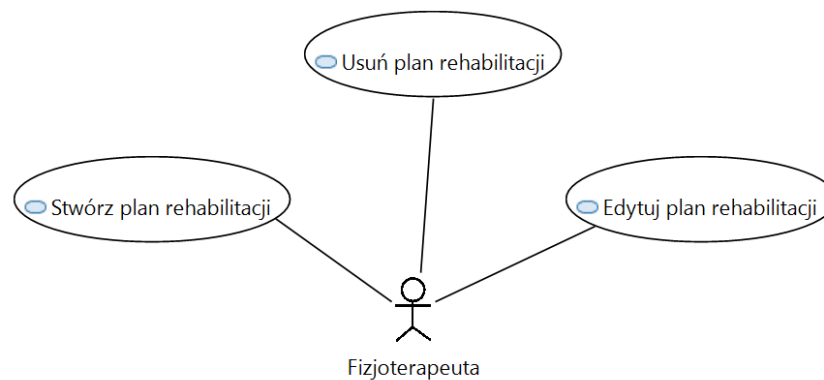 Usuń plan rehabilitacji
Stwórz plan rehabilitacji
Edytuj plan rehabilitacji
Fizjoterapeuta